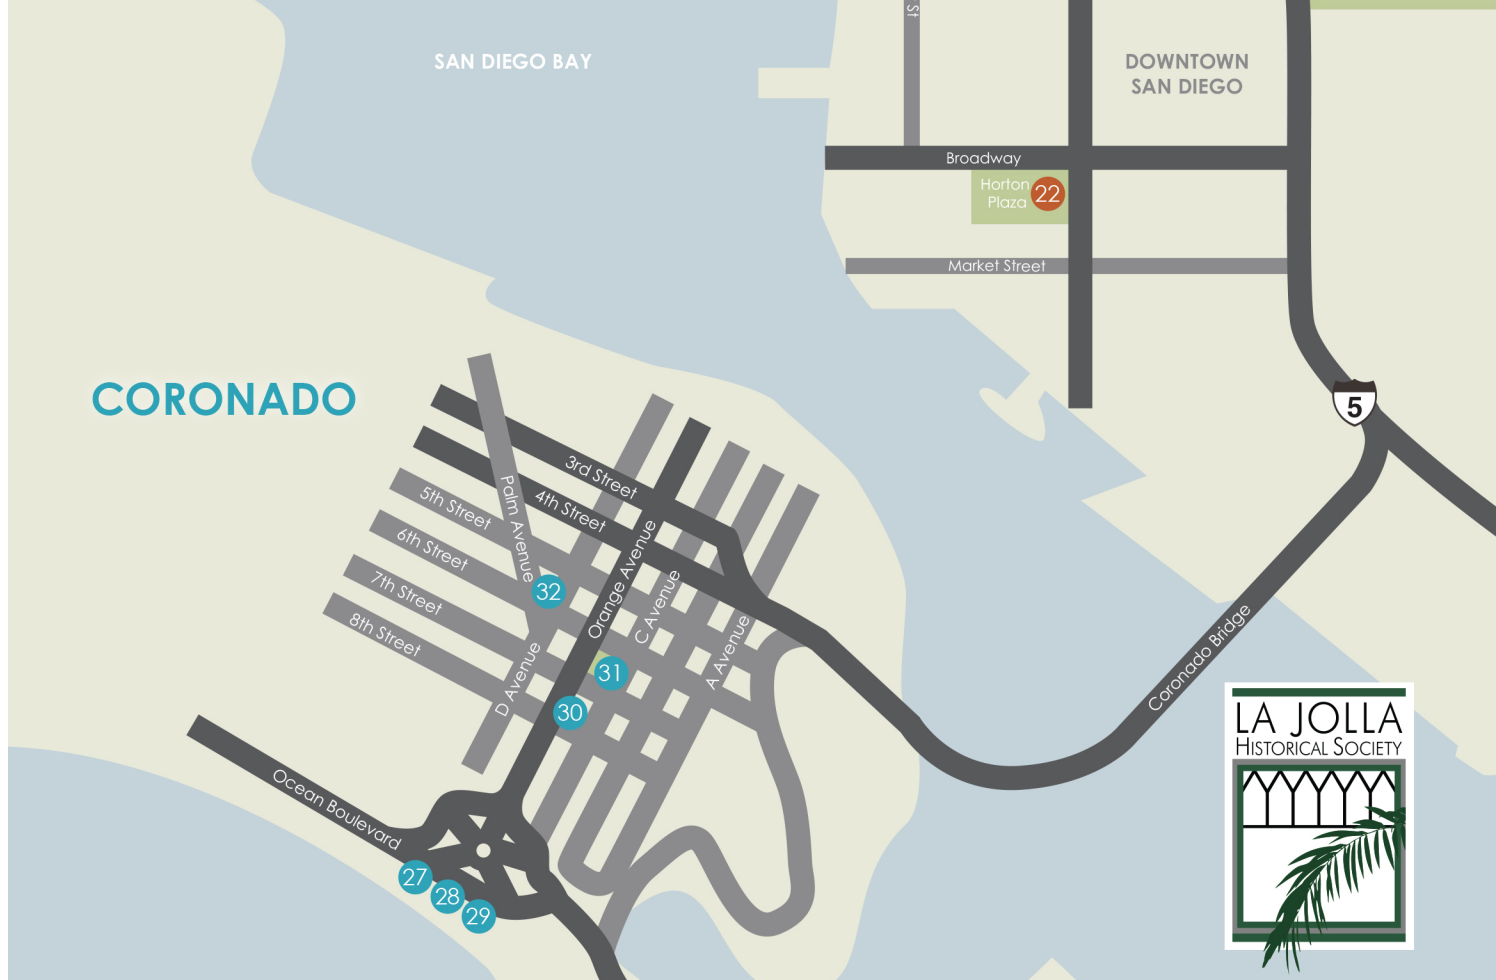 St
SAN DIEGO BAY
DOWNTOWN
SAN DIEGO
Broadway
Horton
Plaza
22
Market Street
CORONADO
5
3rd Street
4th Street
5th Street
6th Street
7th Street
8th Street
Palm Avenue
32
Orange Avenue
C Avenue
A Avenue
D Avenue
31
30
Coronado Bridge
Ocean Boulevard
27
28
29
LA JOLLA
HISTORICAL SOCIETY